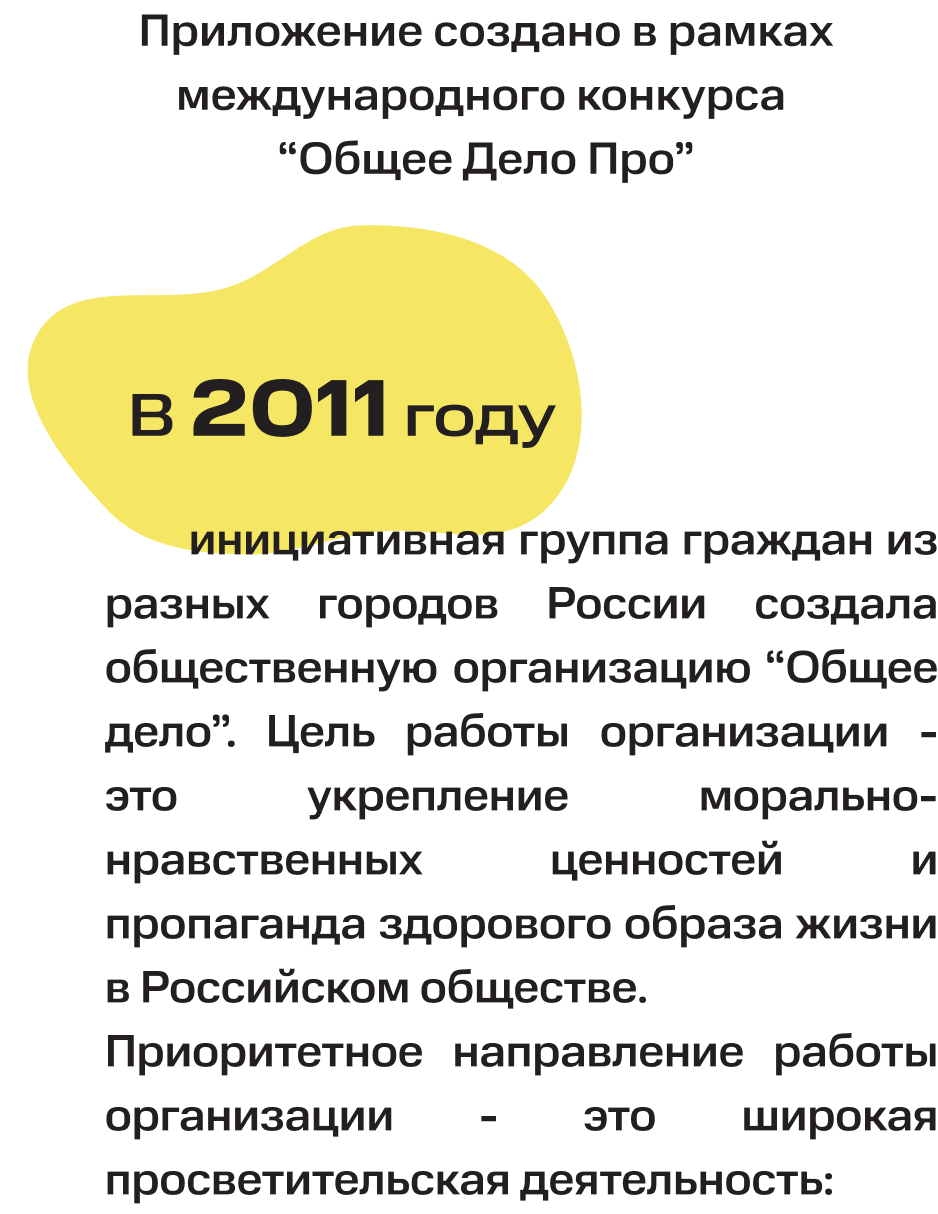 Приложение создано в рамках
международного конкурса
“Общее Дело Про”
В 2011 году
инициативная группа граждан из
разных городов России создала
общественную организацию “Общее
дело”. Цель работы организации -
это укрепление морально-
нравственных ценностей и
пропаганда здорового образа жизни
в Российском обществе.
Приоритетное направление работы
организации - это широкая
просветительская деятельность: